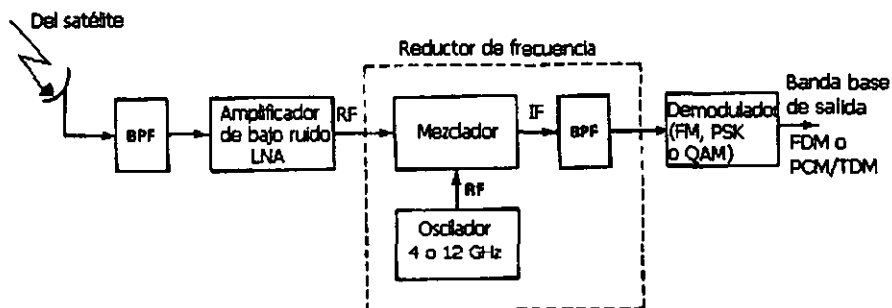 Del satélite
Reductor de frecuencia
BPF
Amplificador
de bajo ruido
LNA
RF
Mezclador
IF
BPF
Demodulador
(FM, PSK
o QAM)
Banda base
de salida
FDM o
PCM/TDM
RF
Oscilador
4 o 12 GHz